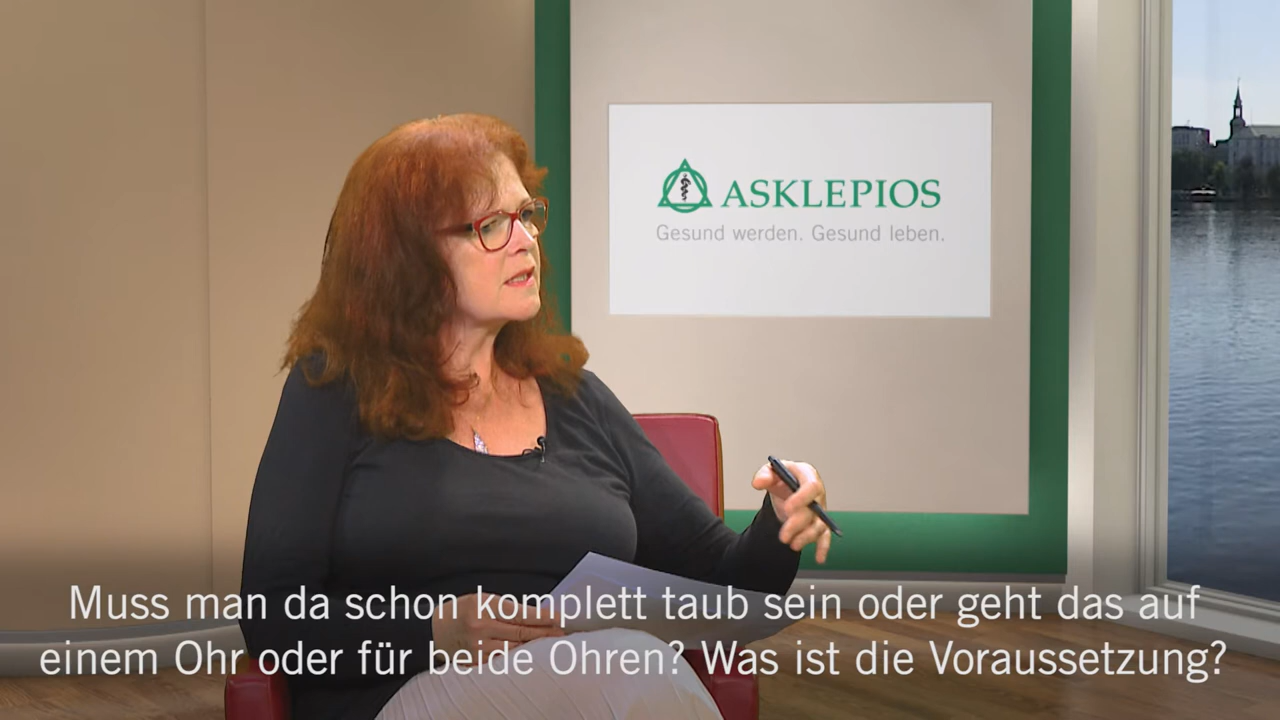 ASKLEPIOS
Gesund werden. Gesund leben.
Muss man da schon komplett taub sein oder geht das auf
einem Ohr oder für beide Ohren? Was ist die Voraussetzung?